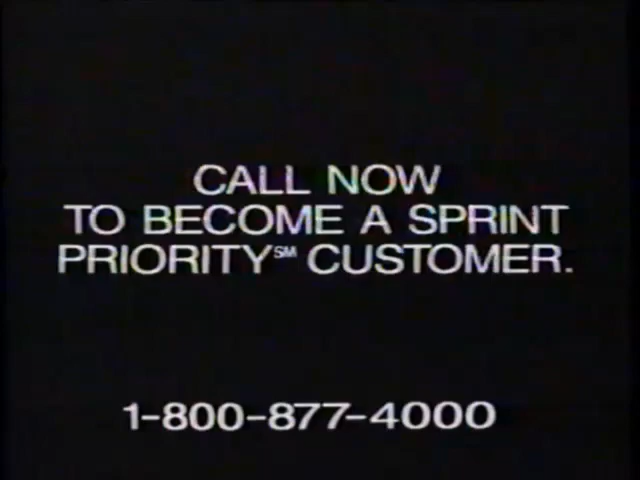 CALL NOW
TO BECOME A SPRINT
PRIORITY℠ CUSTOMER.
1-800-877-4000